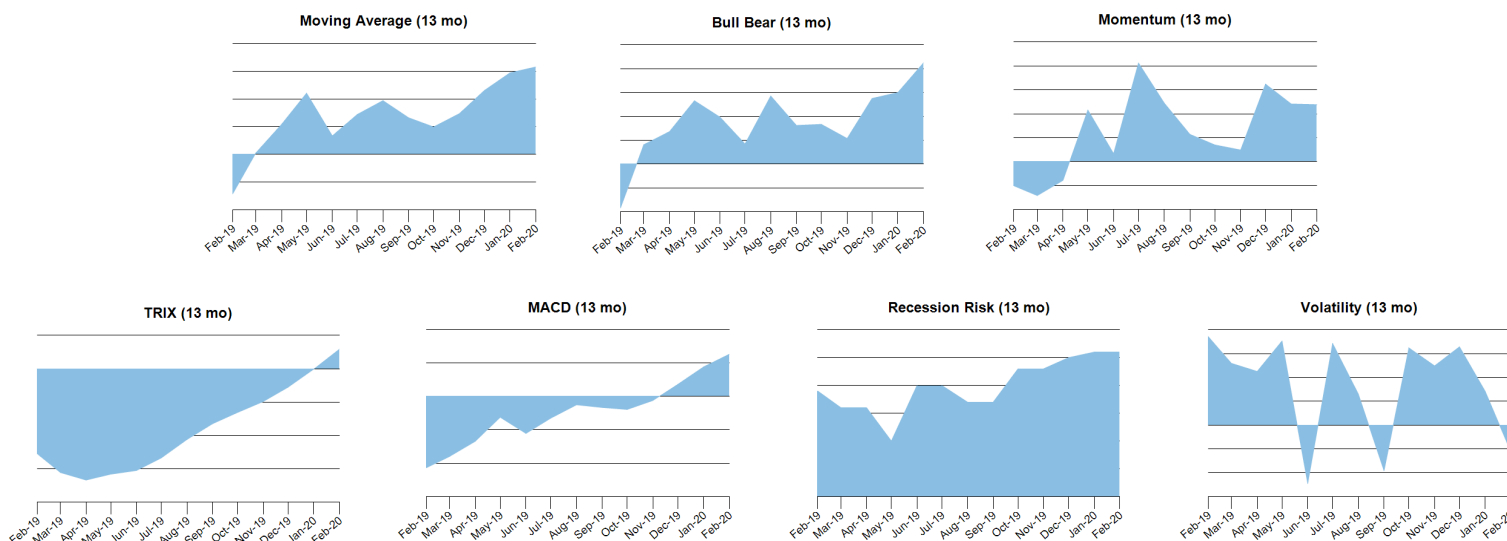 Moving Average (13 mo)
Feb-19
Mar-19
Apr-19
May-19
Jun-19
Jul-19
Aug-19
Sep-19
Oct-19
Nov-19
Dec-19
Jan-20
Feb-20
Bull Bear (13 mo)
Feb-19
Mar-19
Apr-19
May-19
Jun-19
Jul-19
Aug-19
Sep-19
Oct-19
Nov-19
Dec-19
Jan-20
Feb-20
Momentum (13 mo)
Feb-19
Mar-19
Apr-19
May-19
Jun-19
Jul-19
Aug-19
Sep-19
Oct-19
Nov-19
Dec-19
Jan-20
Feb-20
TRIX (13 mo)
Feb-19
Mar-19
Apr-19
May-19
Jun-19
Jul-19
Aug-19
Sep-19
Oct-19
Nov-19
Dec-19
Jan-20
Feb-20
MACD (13 mo)
Feb-19
Mar-19
Apr-19
May-19
Jun-19
Jul-19
Aug-19
Sep-19
Oct-19
Nov-19
Dec-19
Jan-20
Feb-20
Recession Risk (13 mo)
Feb-19
Mar-19
Apr-19
May-19
Jun-19
Jul-19
Aug-19
Sep-19
Oct-19
Nov-19
Dec-19
Jan-20
Feb-20
Volatility (13 mo)
Feb-19
Mar-19
Apr-19
May-19
Jun-19
Jul-19
Aug-19
Sep-19
Oct-19
Nov-19
Dec-19
Jan-20
Feb-20